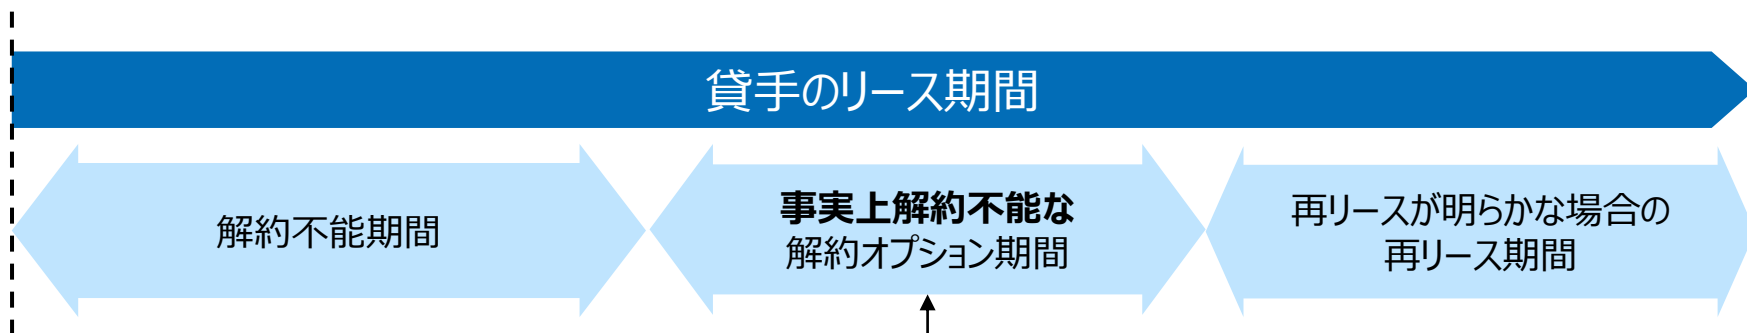 貸手のリース期間
解約不能期間
事実上解約不能な
解約オプション期間
再リースが明らかな場合の
再リース期間